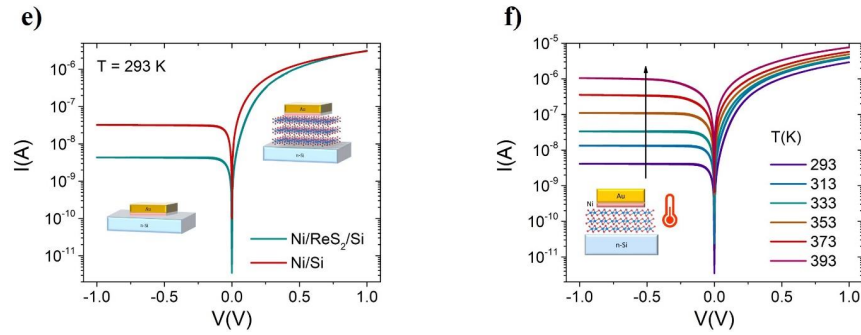 e)
T = 293 K
Au
n-Si
Au
n-Si
Ni/ReS₂/Si
Ni/Si
10⁻⁶
10⁻⁷
10⁻⁸
10⁻⁹
10⁻¹⁰
10⁻¹¹
I(A)
-1.0 -0.5 0.0 0.5 1.0
V(V)
f)
10⁻⁵
10⁻⁶
10⁻⁷
10⁻⁸
10⁻⁹
10⁻¹⁰
10⁻¹¹
I(A)
T(K)
293
313
333
353
373
393
Au
Ni
n-Si
-1.0 -0.5 0.0 0.5 1.0
V(V)